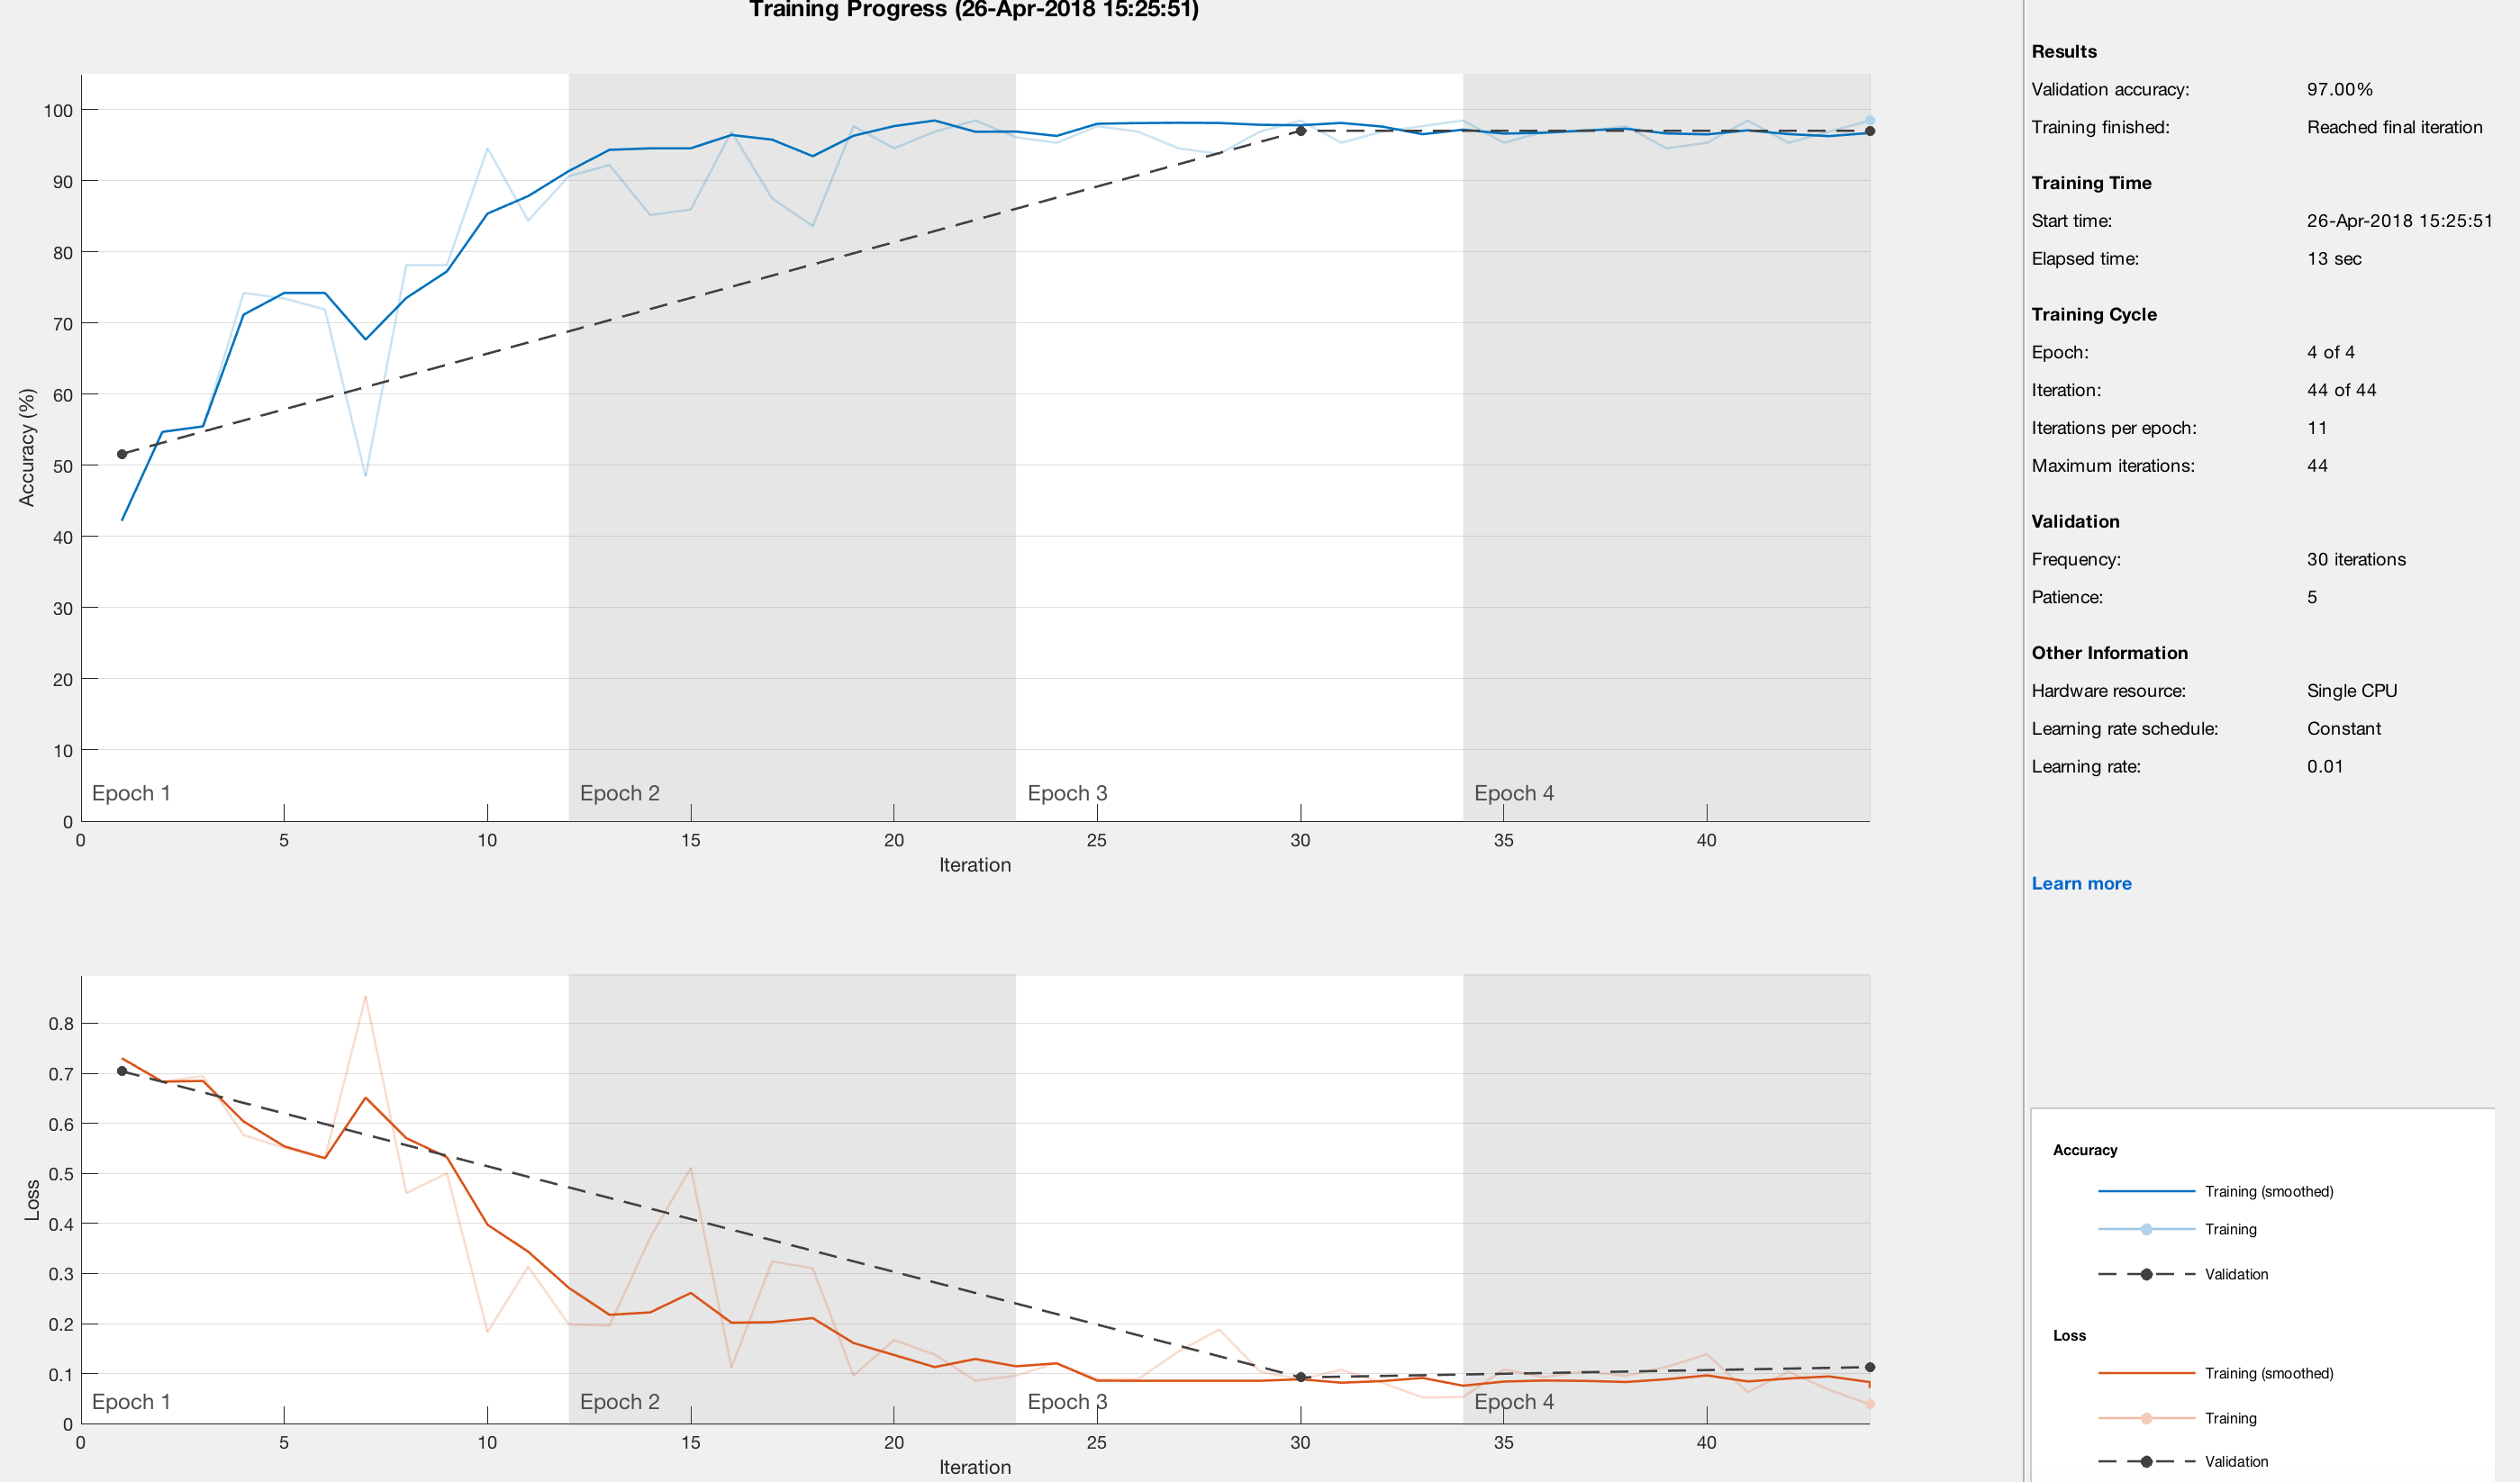 Training Progress (26-Apr-2018 15:25:51)
100
90
80
70
60
50
40
30
20
10
0
Accuracy (%)
Epoch 1
Epoch 2
Epoch 3
Epoch 4
0 5 10 15 20 25 30 35 40
Iteration
0.8
0.7
0.6
0.5
0.4
0.3
0.2
0.1
0
Loss
Epoch 1
Epoch 2
Epoch 3
Epoch 4
0 5 10 15 20 25 30 35 40
Iteration
Results
Validation accuracy: 97.00%
Training finished: Reached final iteration
Training Time
Start time: 26-Apr-2018 15:25:51
Elapsed time: 13 sec
Training Cycle
Epoch: 4 of 4
Iteration: 44 of 44
Iterations per epoch: 11
Maximum iterations: 44
Validation
Frequency: 30 iterations
Patience: 5
Other Information
Hardware resource: Single CPU
Learning rate schedule: Constant
Learning rate: 0.01
Learn more
Accuracy
Training (smoothed)
Training
Validation
Loss
Training (smoothed)
Training
Validation